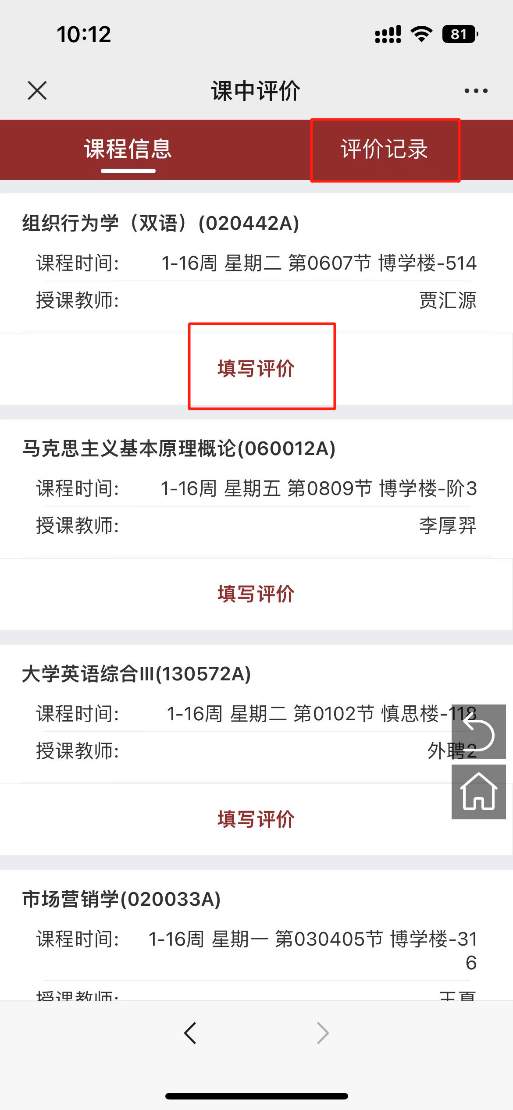 10:12
81
课中评价
课程信息
评价记录
组织行为学（双语）(020442A)
课程时间: 1-16周 星期二 第0607节 博学楼-514
授课教师: 贾汇源
填写评价
马克思主义基本原理概论(060012A)
课程时间: 1-16周 星期五 第0809节 博学楼-阶3
授课教师: 李厚羿
填写评价
大学英语综合III(130572A)
课程时间: 1-16周 星期二 第0102节 慎思楼-118
授课教师: 外聘2
填写评价
市场营销学(020033A)
课程时间: 1-16周 星期一 第030405节 博学楼-31
6
授课教师: 王夏